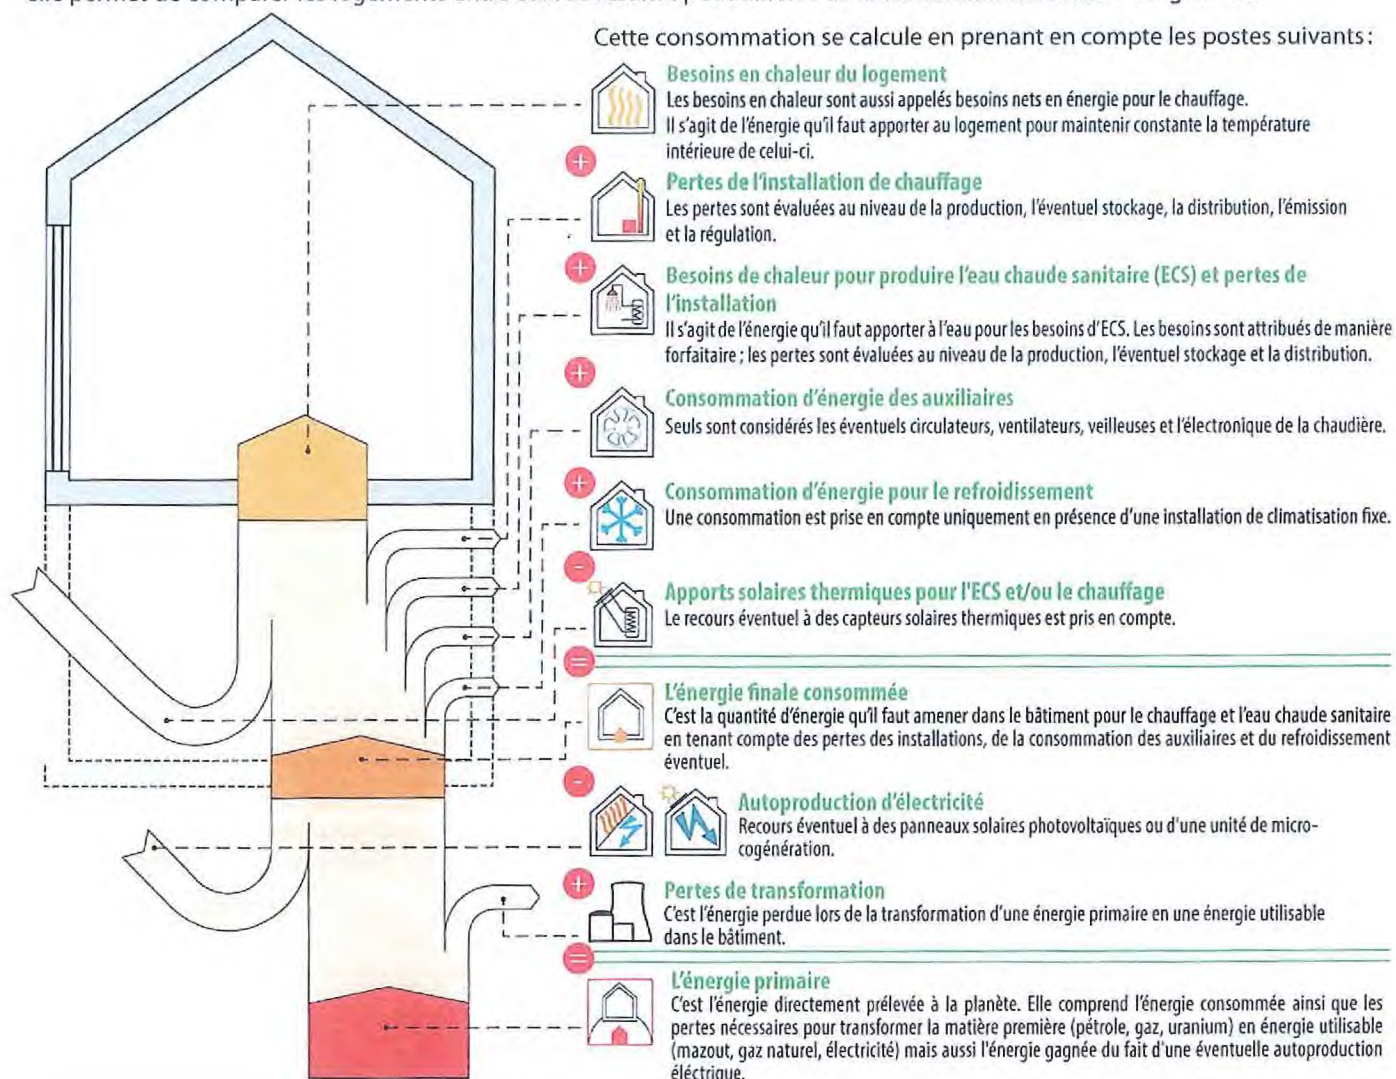 Cette consommation se calcule en prenant en compte les postes suivants :
Besoins en chaleur du logement
Les besoins en chaleur sont aussi appelés besoins nets en énergie pour le chauffage.
Il s'agit de l'énergie qu'il faut apporter au logement pour maintenir constante la température
intérieure de celui-ci.
+
Pertes de l'installation de chauffage
Les pertes sont évaluées au niveau de la production, l'éventuel stockage, la distribution, l'émission
et la régulation.
+
Besoins de chaleur pour produire l'eau chaude sanitaire (ECS) et pertes de
l'installation
Il s'agit de l'énergie qu'il faut apporter à l'eau pour les besoins d'ECS. Les besoins sont attribués de manière
forfaitaire ; les pertes sont évaluées au niveau de la production, l'éventuel stockage et la distribution.
+
Consommation d'énergie des auxiliaires
Seuls sont considérés les éventuels circulateurs, ventilateurs, veilleuses et l'électronique de la chaudière.
+
Consommation d'énergie pour le refroidissement
Une consommation est prise en compte uniquement en présence d'une installation de climatisation fixe.
-
Apports solaires thermiques pour l'ECS et/ou le chauffage
Le recours éventuel à des capteurs solaires thermiques est pris en compte.
=
L'énergie finale consommée
C'est la quantité d'énergie qu'il faut amener dans le bâtiment pour le chauffage et l'eau chaude sanitaire
en tenant compte des pertes des installations, de la consommation des auxiliaires et du refroidissement
éventuel.
-
Autoproduction d'électricité
Recours éventuel à des panneaux solaires photovoltaïques ou d'une unité de micro-
cogénération.
+
Pertes de transformation
C'est l'énergie perdue lors de la transformation d'une énergie primaire en une énergie utilisable
dans le bâtiment.
=
L'énergie primaire
C'est l'énergie directement prélevée à la planète. Elle comprend l'énergie consommée ainsi que les
pertes nécessaires pour transformer la matière première (pétrole, gaz, uranium) en énergie utilisable
(mazout, gaz naturel, électricité) mais aussi l'énergie gagnée du fait d'une éventuelle autoproduction
éléctrique.